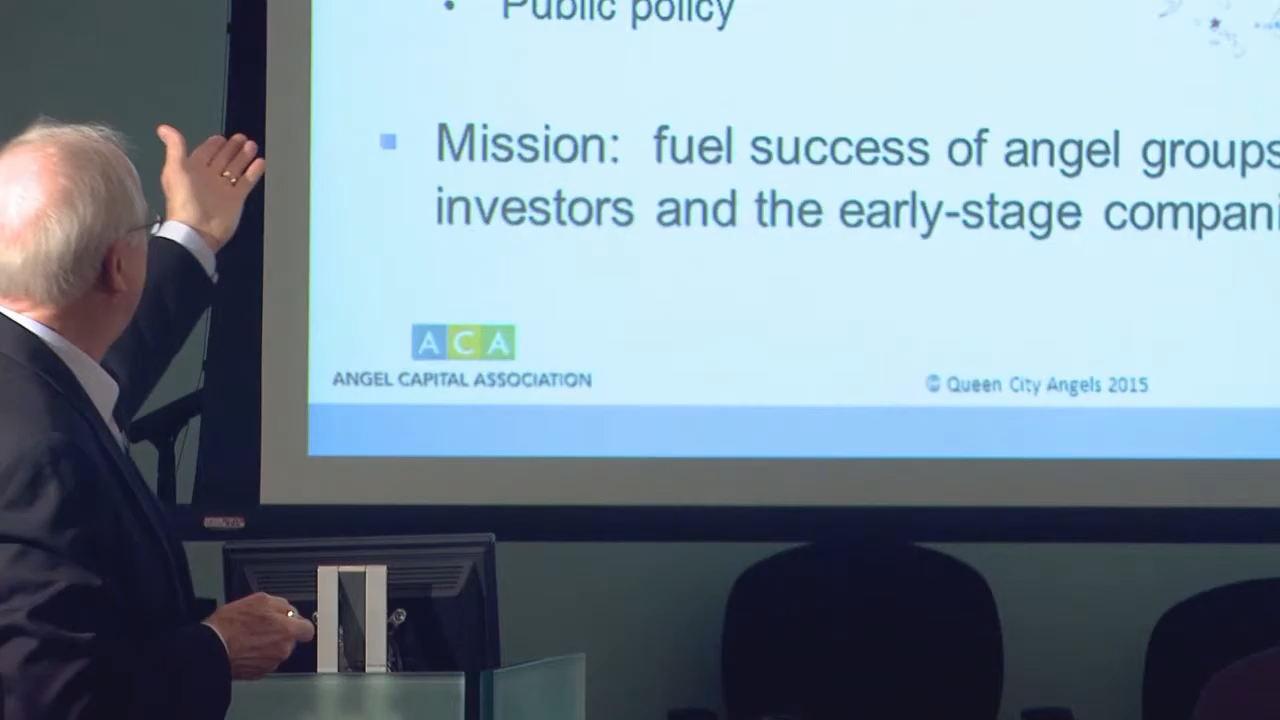 Public policy
Mission: fuel success of angel groups
investors and the early-stage compani
ACA
ANGEL CAPITAL ASSOCIATION
© Queen City Angels 2015